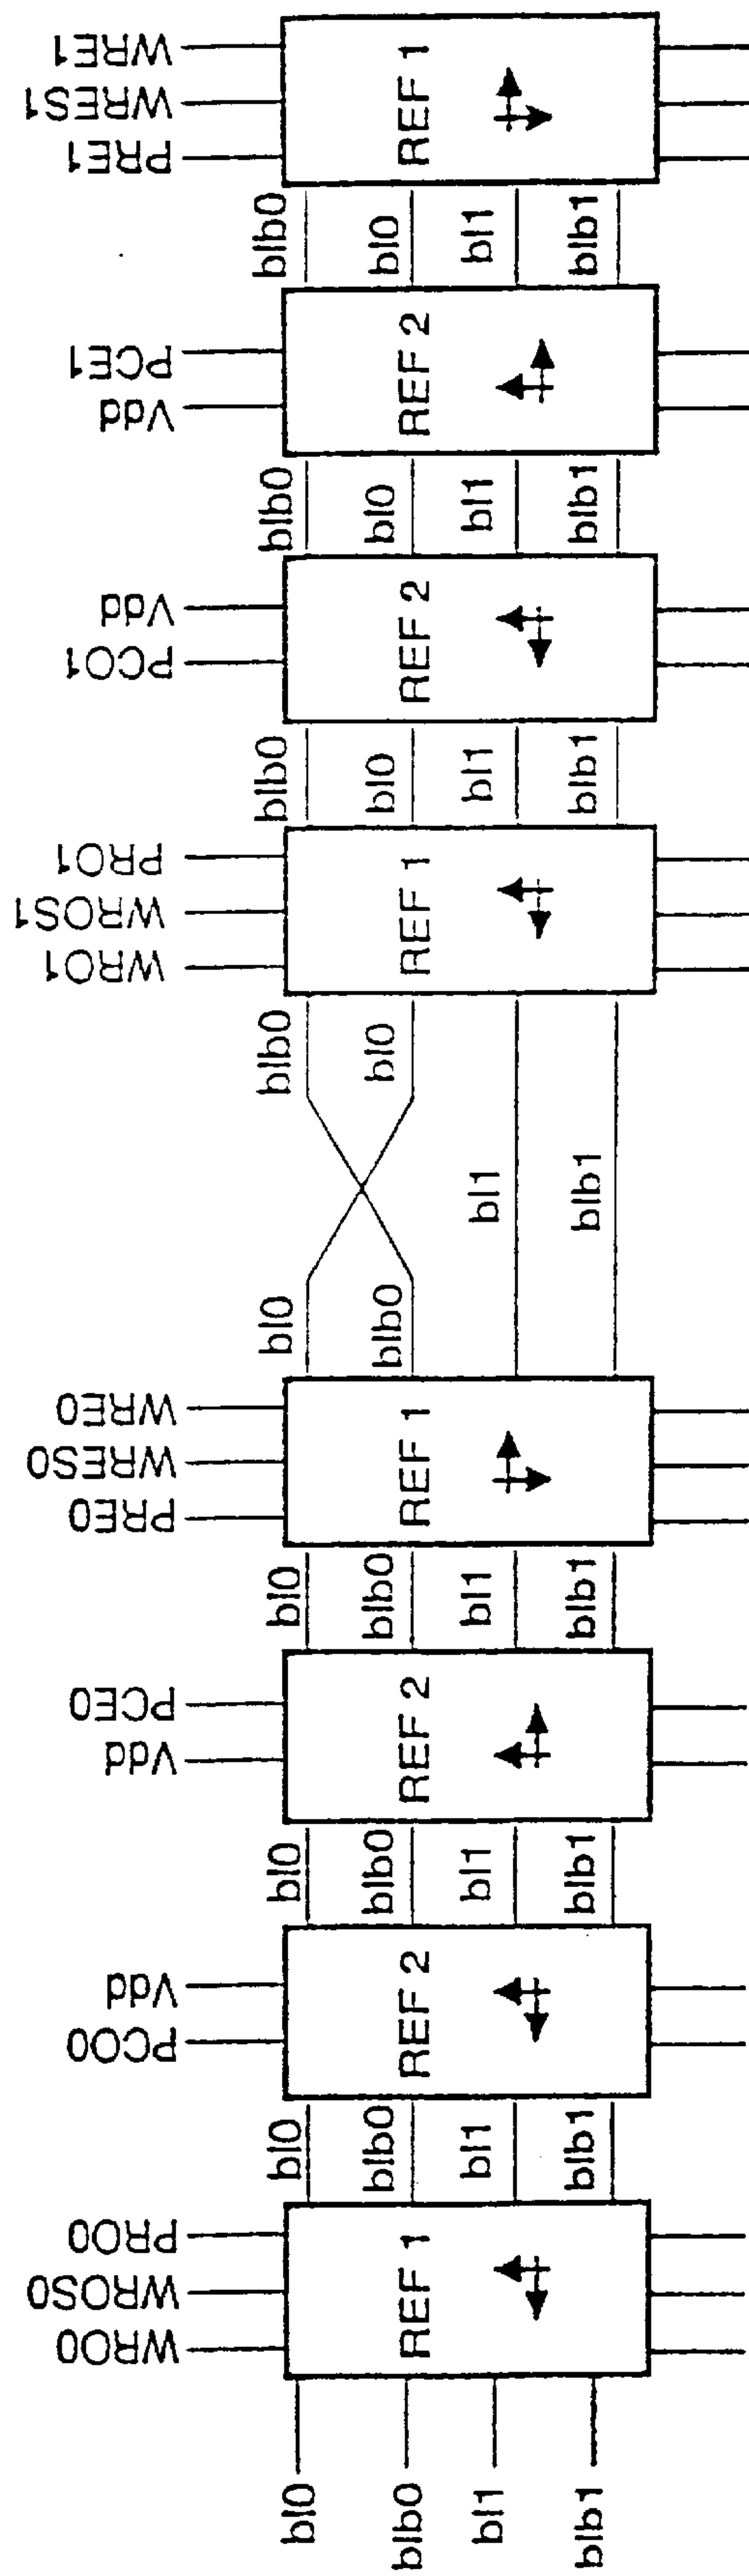 WRO0 WROS0 PRO0 PCO0 Vdd Vdd PCE0 PRE0 WRES0 WRE0 WRO1 WROS1 PRO1 PCO1 Vdd Vdd PCE1 PRE1 WRES1 WRE1
bl0 bl0 bl0 bl0 bl0 blb0 blb0 blb0 blb0
blb0 blb0 blb0 blb0 blb0 bl0 bl0 bl0 bl0
REF 1 REF 2 REF 2 REF 1 REF 1 REF 2 REF 2 REF 1
bl1 bl1 bl1 bl1 bl1 bl1 bl1 bl1
blb1 blb1 blb1 blb1 blb1 blb1 blb1 blb1